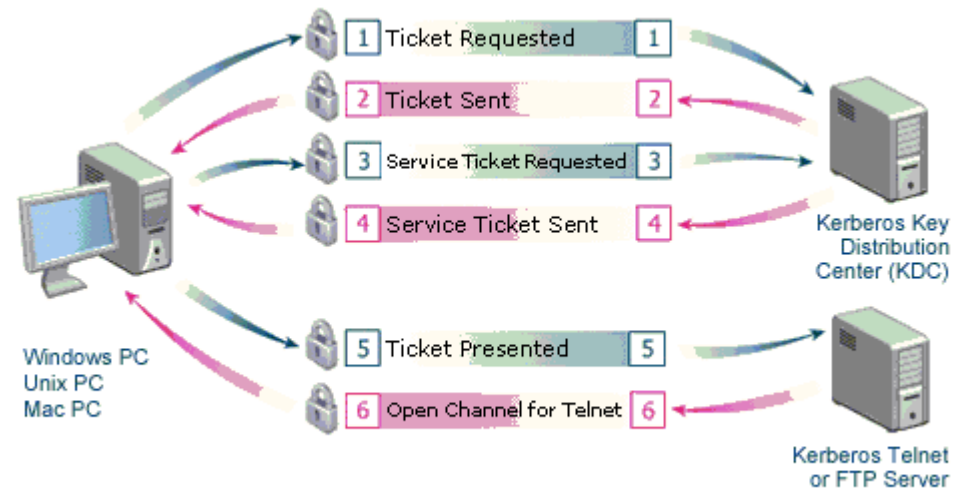 1 Ticket Requested 1
2 Ticket Sent 2
3 Service Ticket Requested 3
4 Service Ticket Sent 4
Kerberos Key
Distribution
Center (KDC)
5 Ticket Presented 5
Windows PC
Unix PC
Mac PC
6 Open Channel for Telnet 6
Kerberos Telnet
or FTP Server